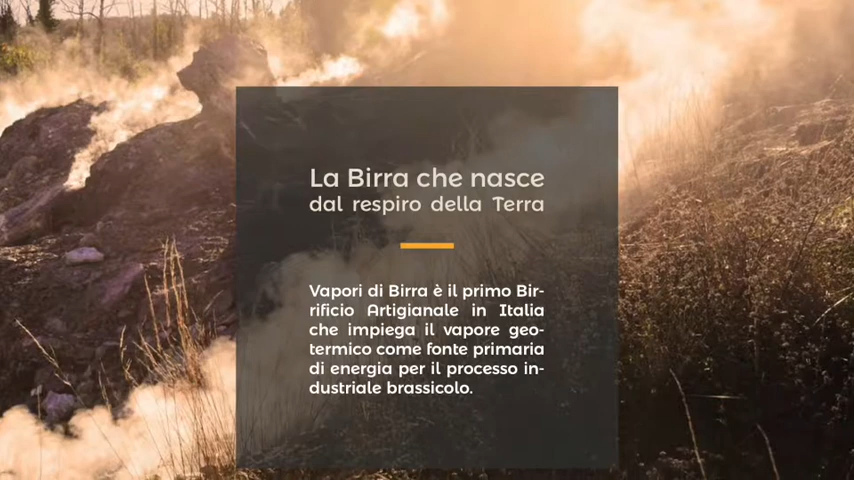 La Birra che nasce
dal respiro della Terra
Vapori di Birra è il primo Bir-
rificio Artigianale in Italia
che impiega il vapore geo-
termico come fonte primaria
di energia per il processo in-
dustriale brassicolo.